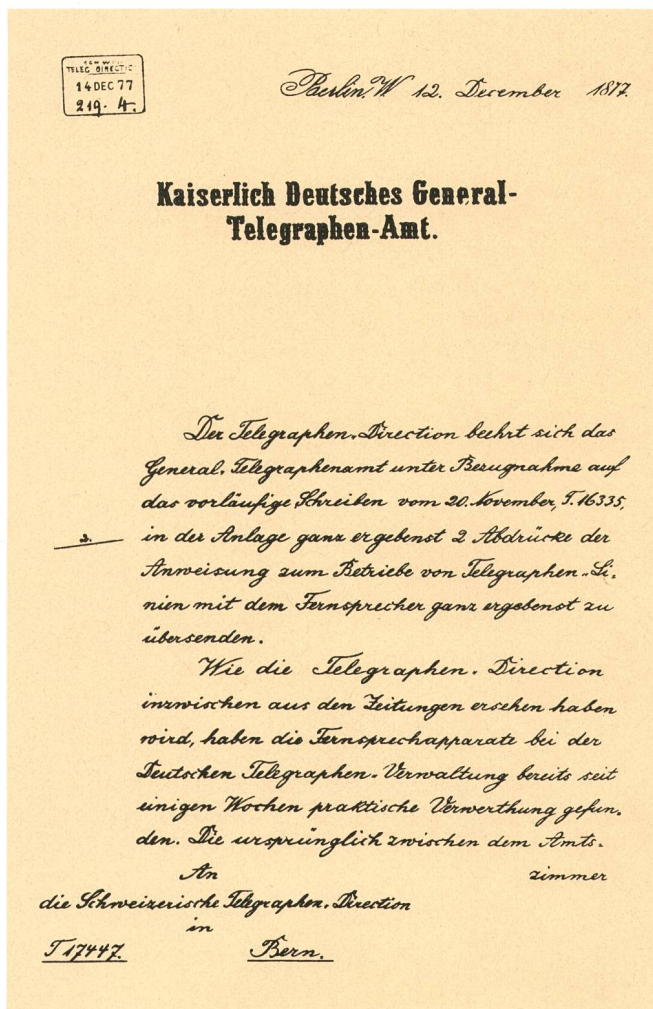 TELEG. DIRECTIO
14 DEC 77
219. 4.
Berlin, W 12. December 1877.
Kaiserlich Deutsches General-
Telegraphen-Amt.
Der Telegraphen-Direction beehrt sich das
General-Telegraphenamt unter Bezugnahme auf
das vorläufige Schreiben vom 20. November, T. 16335,
2.
in der Anlage ganz ergebenst 2 Abdrücke der
Anweisung zum Betriebe von Telegraphen-Li-
nien mit dem Fernsprecher ganz ergebenst zu
übersenden.
Wie die Telegraphen-Direction
inzwischen aus den Zeitungen ersehen haben
wird, haben die Fernsprechapparate bei der
Deutschen Telegraphen-Verwaltung bereits seit
einigen Wochen praktische Verwerthung gefun-
den. Die ursprünglich zwischen dem Amts-
An zimmer
die Schweizerische Telegraphen-Direction
in
T 17447. Bern.